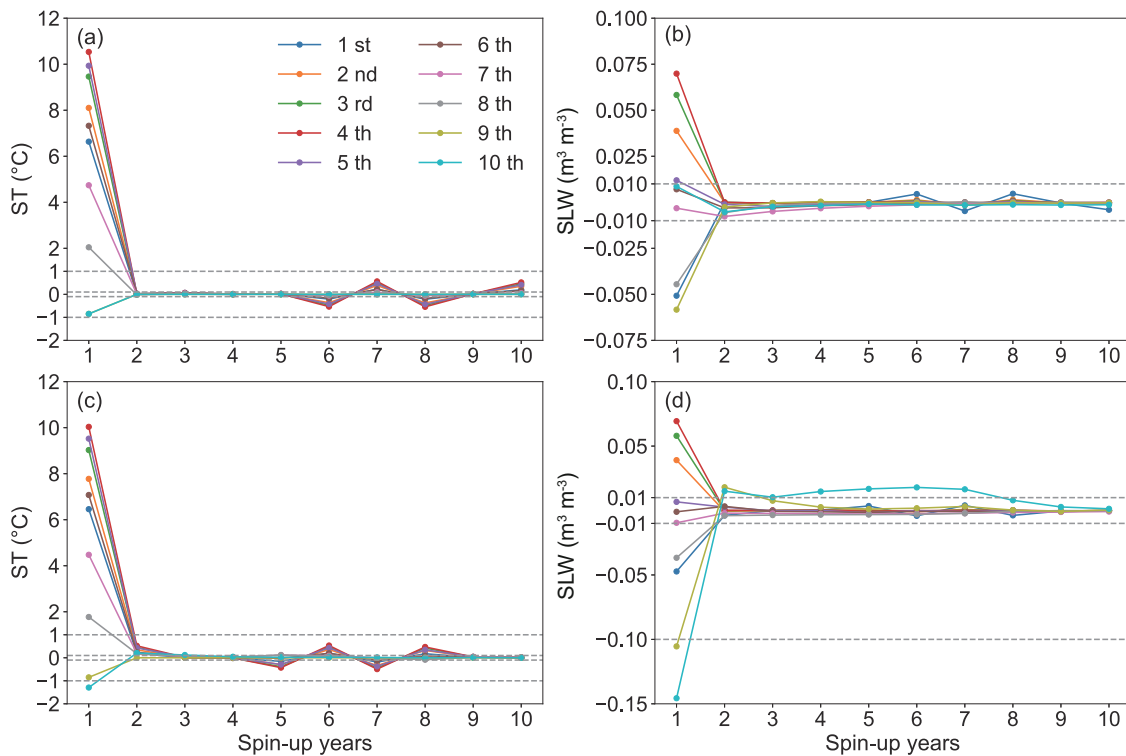 (a)
ST (°C)
12
10
8
6
4
2
1
0
−1
−2
1 st
2 nd
3 rd
4 th
5 th
6 th
7 th
8 th
9 th
10 th
1 2 3 4 5 6 7 8 9 10
(b)
SLW (m³ m⁻³)
0.100
0.075
0.050
0.025
0.010
−0.010
−0.025
−0.050
−0.075
1 2 3 4 5 6 7 8 9 10
(c)
ST (°C)
12
10
8
6
4
2
1
0
−1
−2
1 2 3 4 5 6 7 8 9 10
Spin-up years
(d)
SLW (m³ m⁻³)
0.10
0.05
0.01
−0.01
−0.05
−0.10
−0.15
1 2 3 4 5 6 7 8 9 10
Spin-up years